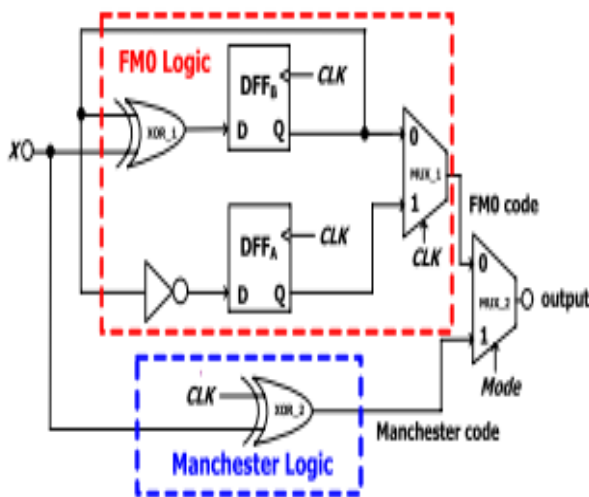 FM0 Logic
DFFB
CLK
D Q
XOR_1
X
0
MUX_1
1
CLK
FM0 code
DFFA
CLK
D Q
0
MUX_2
1
output
Mode
CLK
XOR_2
Manchester code
Manchester Logic